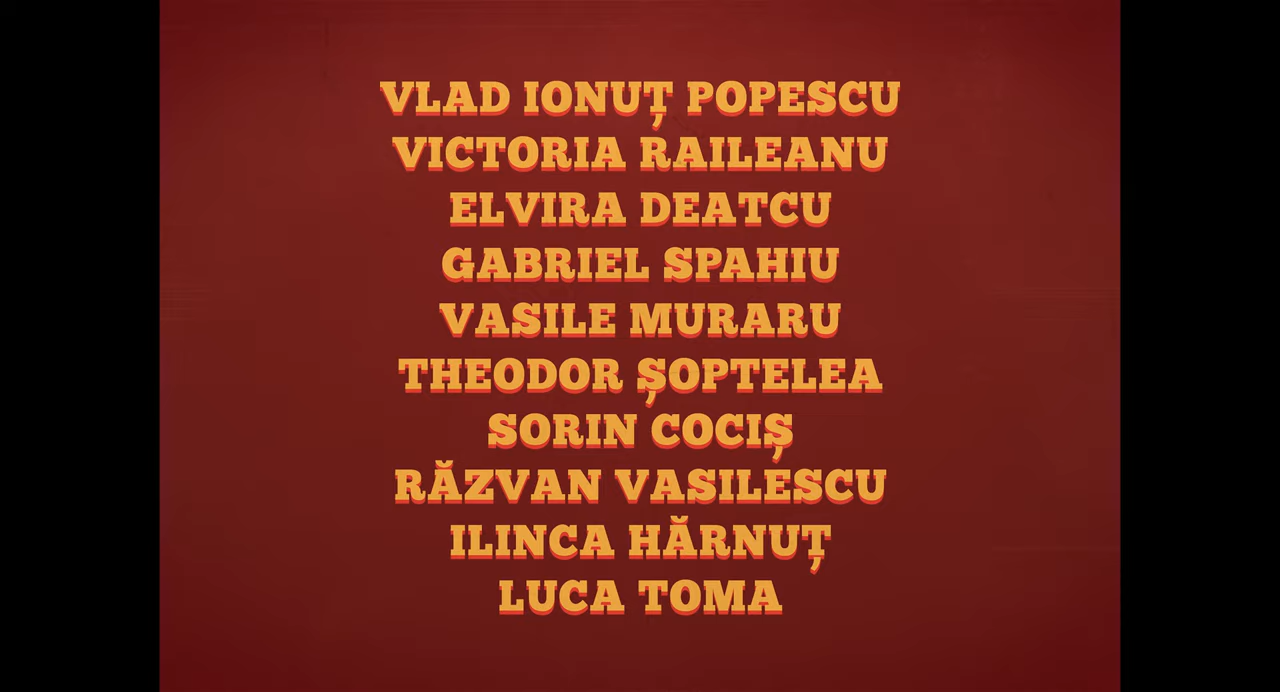 VLAD IONUȚ POPESCU
VICTORIA RAILEANU
ELVIRA DEATCU
GABRIEL SPAHIU
VASILE MURARU
THEODOR ȘOPTELEA
SORIN COCIȘ
RĂZVAN VASILESCU
ILINCA HĂRNUȚ
LUCA TOMA